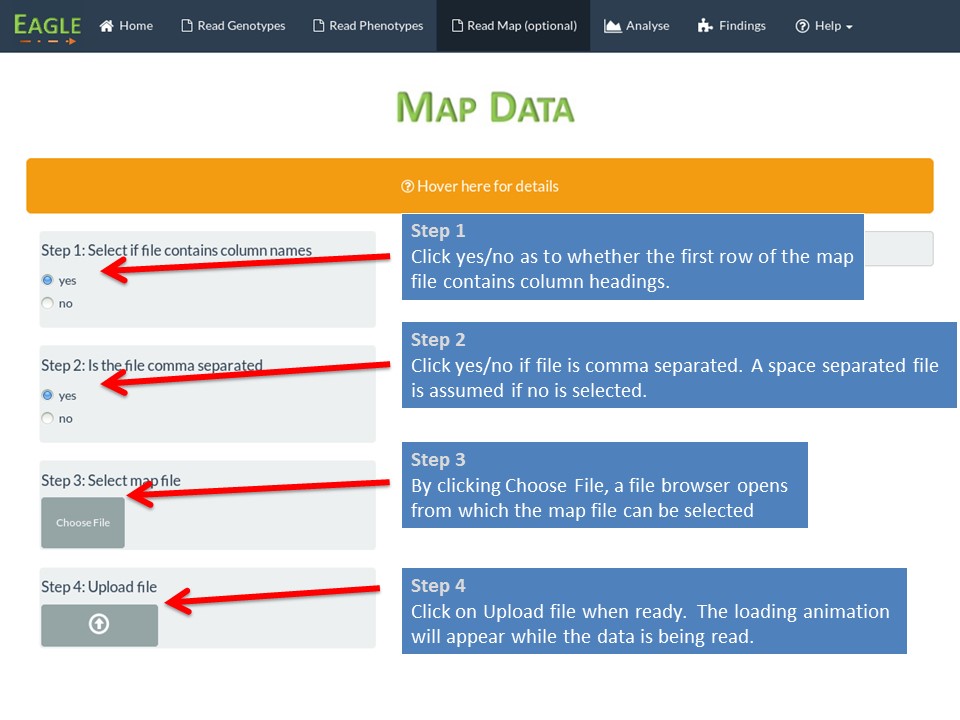 EAGLE Home Read Genotypes Read Phenotypes Read Map (optional) Analyse Findings Help
MAP DATA
Hover here for details
Step 1: Select if file contains column names
yes
no
Step 1
Click yes/no as to whether the first row of the map
file contains column headings.
Step 2: Is the file comma separated
yes
no
Step 2
Click yes/no if file is comma separated. A space separated file
is assumed if no is selected.
Step 3: Select map file
Choose File
Step 3
By clicking Choose File, a file browser opens
from which the map file can be selected
Step 4: Upload file
Step 4
Click on Upload file when ready. The loading animation
will appear while the data is being read.